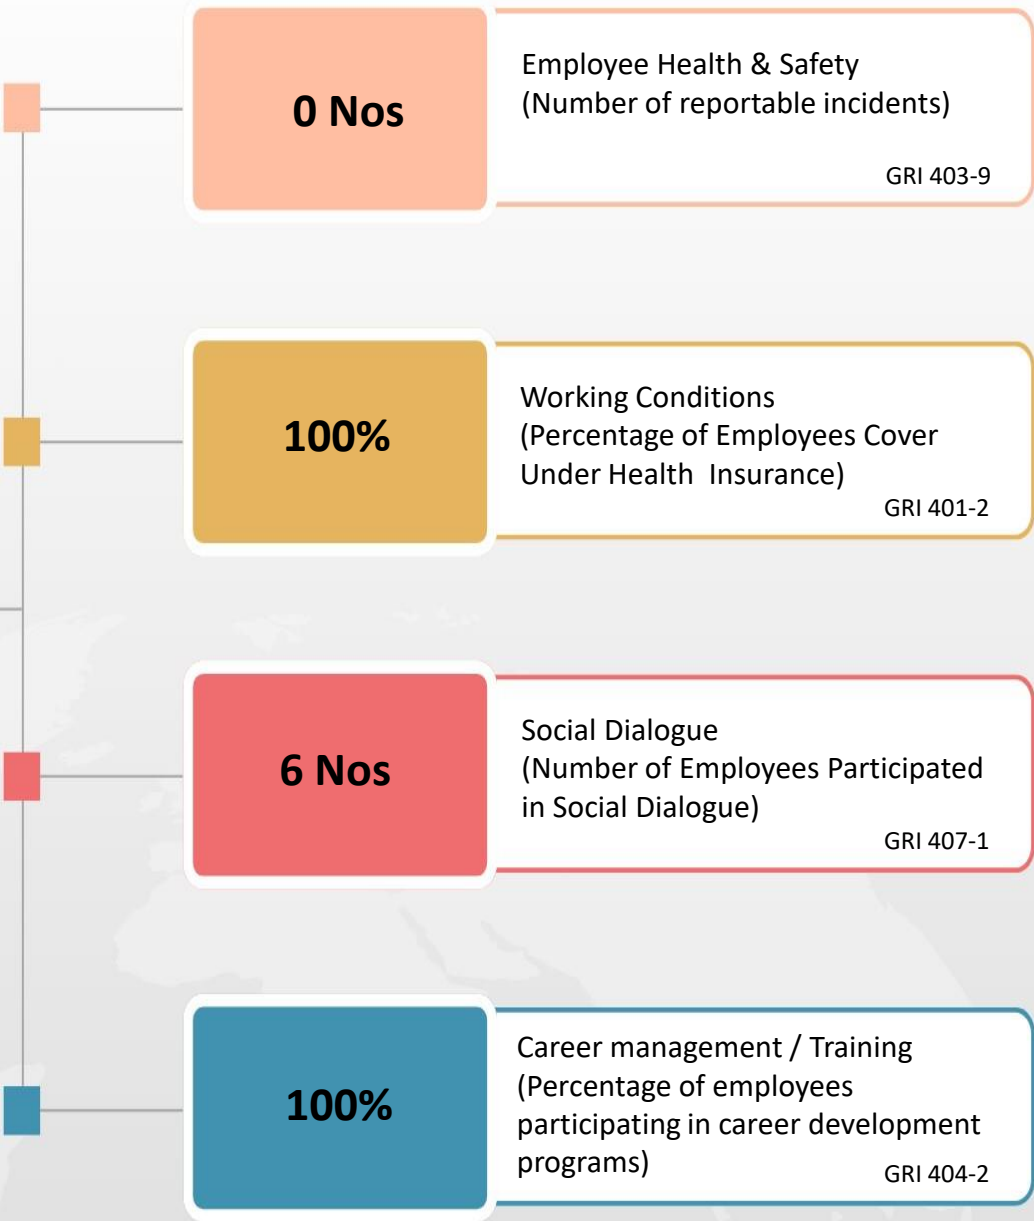 0 Nos
Employee Health & Safety
(Number of reportable incidents)
GRI 403-9
100%
Working Conditions
(Percentage of Employees Cover
Under Health  Insurance)
GRI 401-2
6 Nos
Social Dialogue
(Number of Employees Participated
in Social Dialogue)
GRI 407-1
100%
Career management / Training
(Percentage of employees
participating in career development
programs)
GRI 404-2